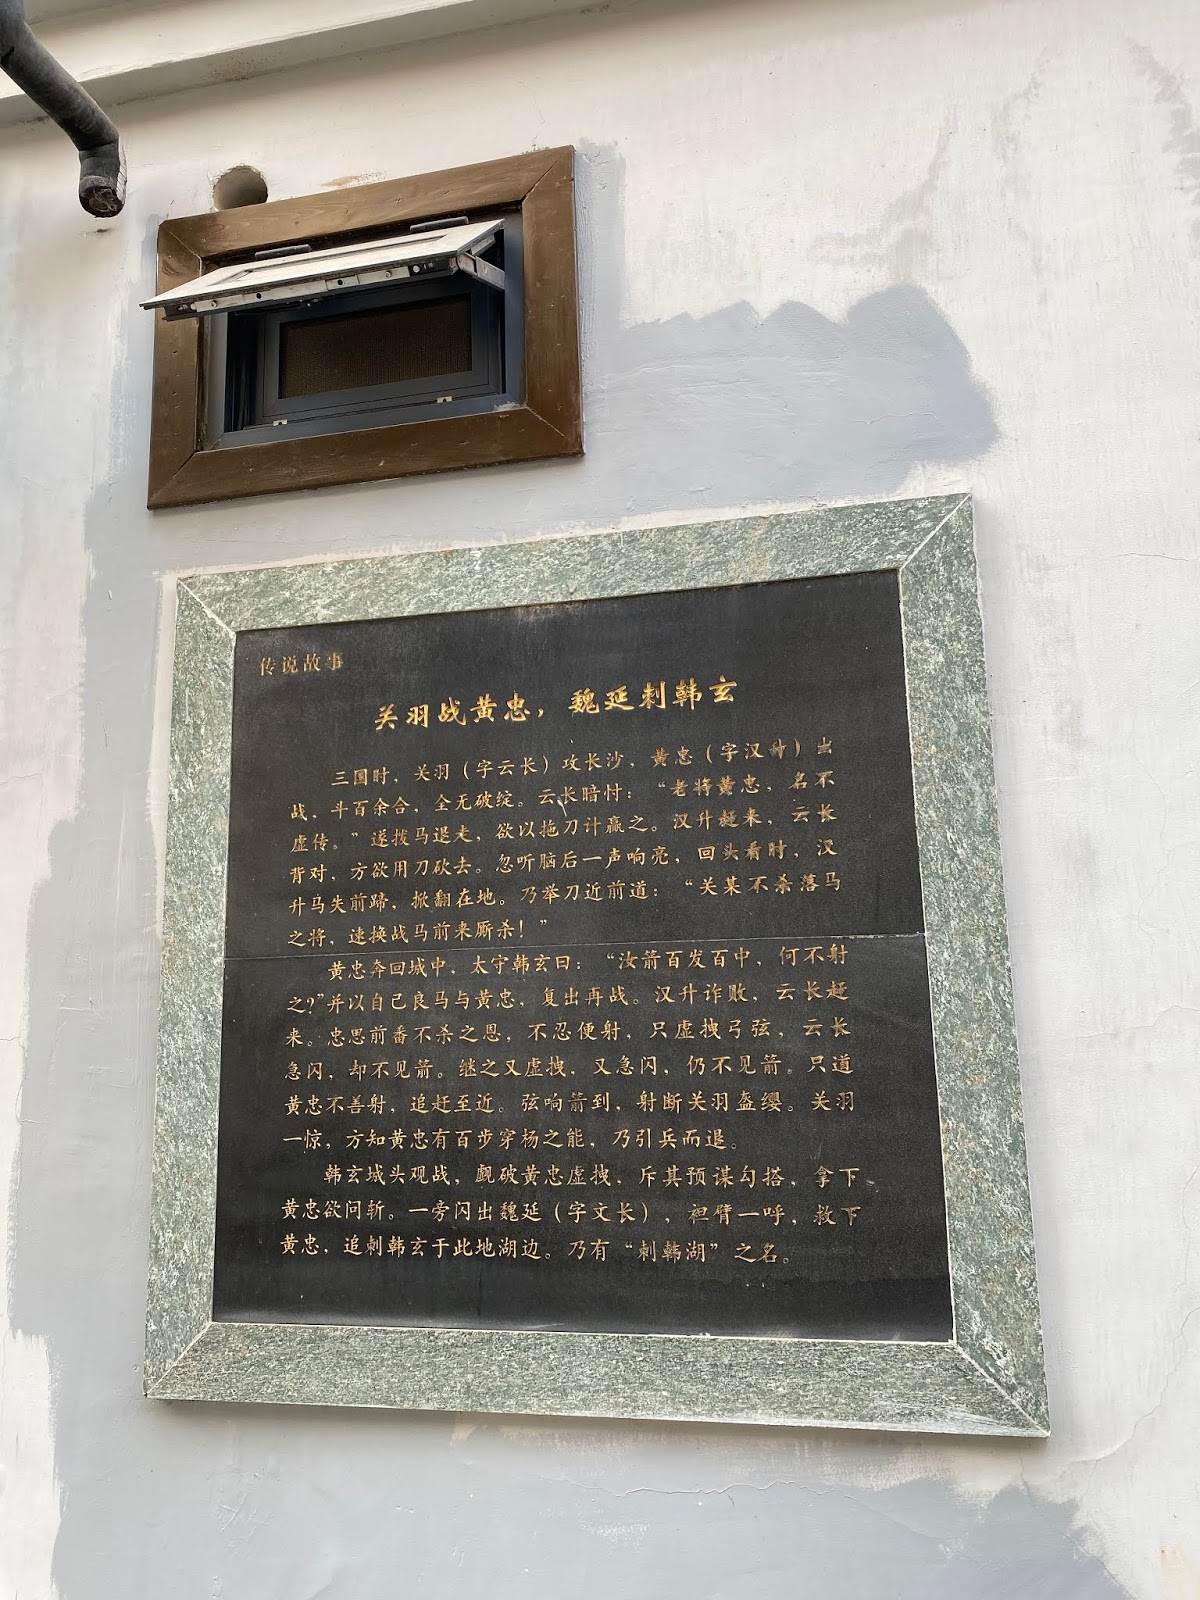 传说故事
关羽战黄忠，魏延刺韩玄
三国时，关羽（字云长）攻长沙，黄忠（字汉升）出
战，斗百余合，全无破绽。云长暗忖：“老将黄忠，名不
虚传。”遂拨马退走，欲以拖刀计赢之。汉升赶来，云长
背对，方欲用刀砍去。忽听脑后一声响亮，回头看时，汉
升马失前蹄，掀翻在地。乃举刀近前道：“关某不杀落马
之将，速换战马前来厮杀！”
黄忠奔回城中，太守韩玄曰：“汝箭百发百中，何不射
之？”并以自己良马与黄忠，复出再战。汉升诈败，云长赶
来。忠思前番不杀之恩，不忍便射，只虚拽弓弦，云长
急闪，却不见箭。继之又虚拽，又急闪，仍不见箭。只道
黄忠不善射，追赶至近。弦响箭到，射断关羽盔缨。关羽
一惊，方知黄忠有百步穿杨之能，乃引兵而退。
韩玄城头观战，觑破黄忠虚拽，斥其预谋勾搭，拿下
黄忠欲问斩。一旁闪出魏延（字文长），袒臂一呼，救下
黄忠，追刺韩玄于此地湖边。乃有“刺韩湖”之名。